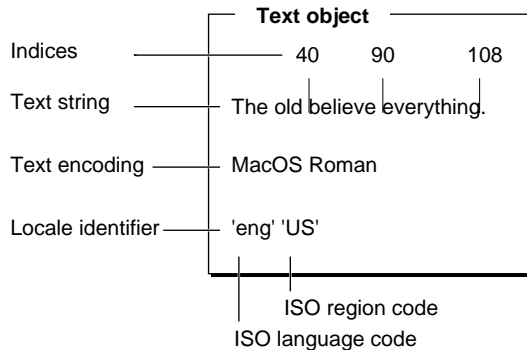 Text object
Indices
40 90 108
Text string
The old believe everything.
Text encoding
MacOS Roman
Locale identifier
'eng' 'US'
ISO region code
ISO language code